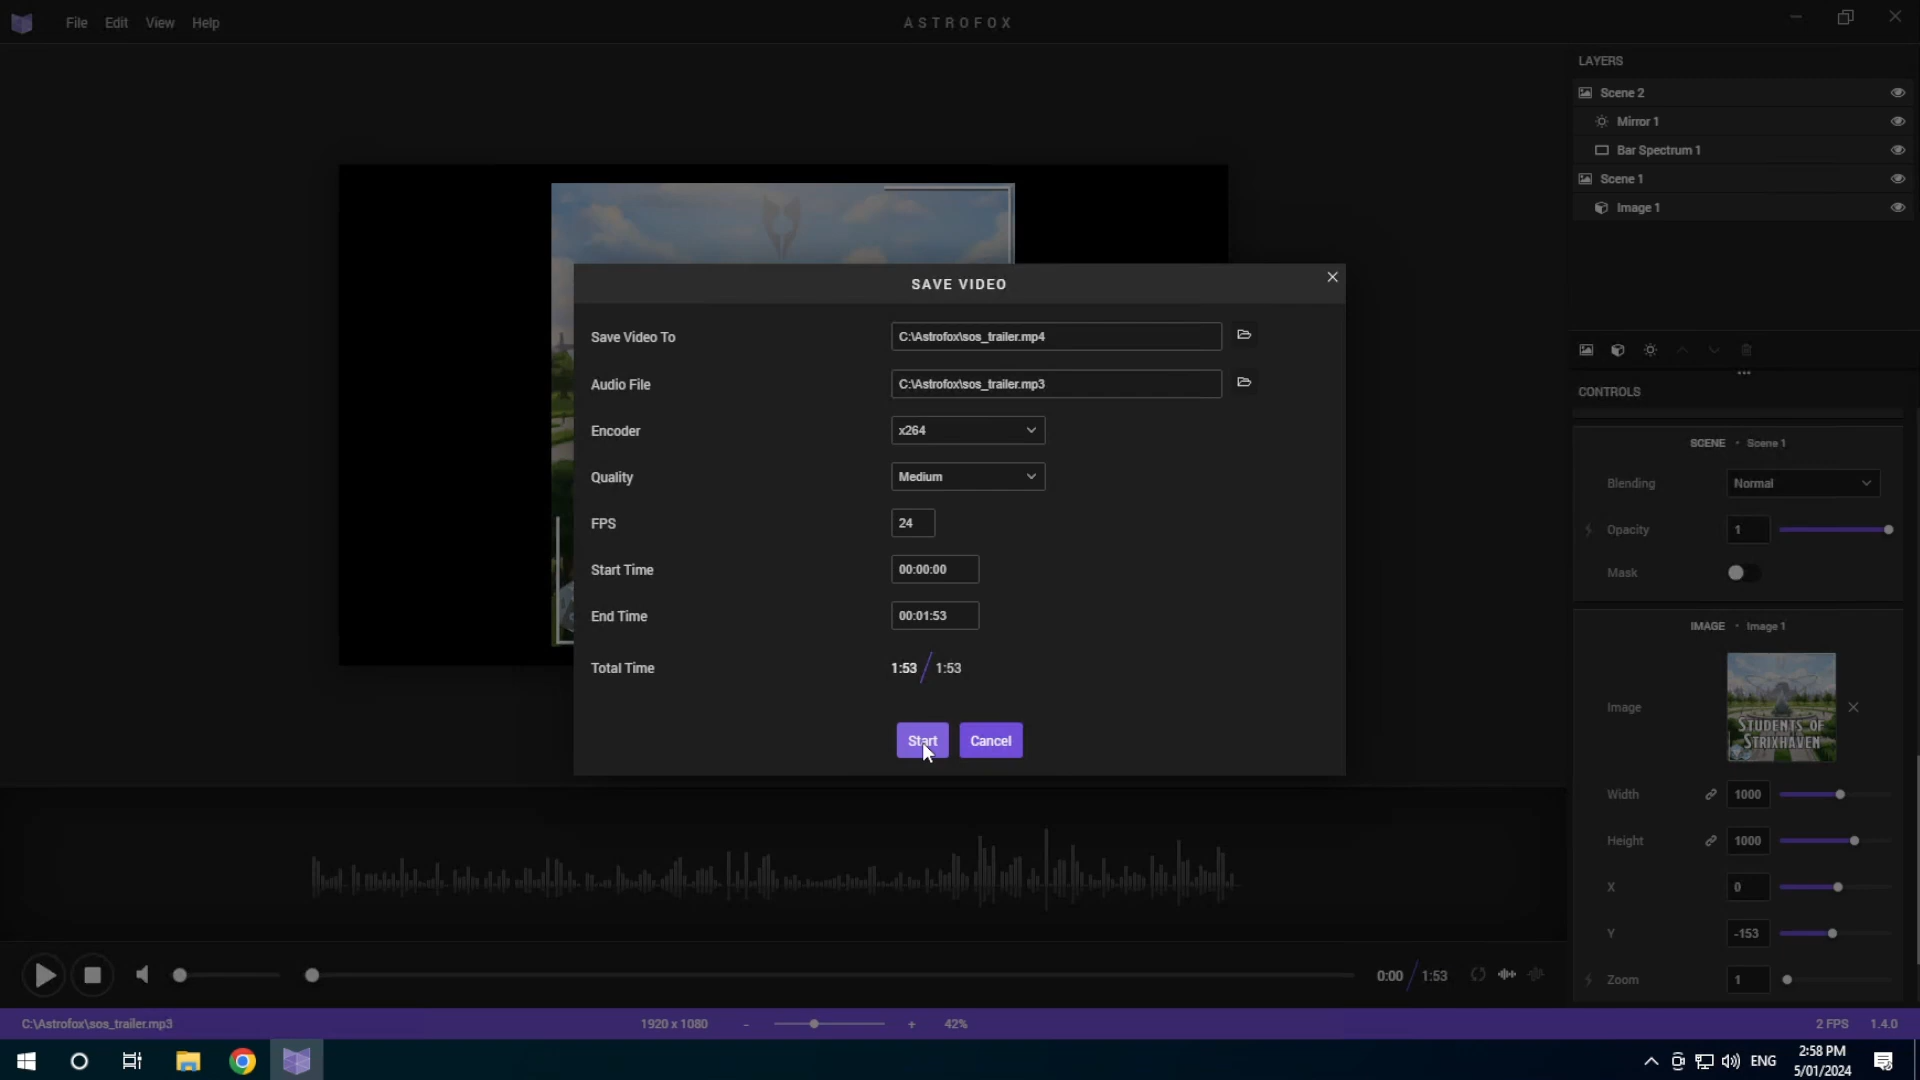 File Edit View Help
ASTROFOX
LAYERS
Scene 2
Mirror 1
Bar Spectrum 1
Scene 1
Image 1
SAVE VIDEO
Save Video To C:\Astrofox\sos_trailer.mp4
Audio File C:\Astrofox\sos_trailer.mp3
Encoder x264
Quality Medium
FPS 24
Start Time 00:00:00
End Time 00:01:53
Total Time 1:53 / 1:53
Start Cancel
CONTROLS
SCENE • Scene 1
Blending Normal
Opacity 1
Mask
IMAGE • Image 1
Image
STUDENTS OF
STRIXHAVEN
Width 1000
Height 1000
X 0
Y -153
Zoom 1
0:00 / 1:53
C:\Astrofox\sos_trailer.mp3 1920 x 1080 - + 42% 2 FPS 1.4.0
ENG
2:58 PM
5/01/2024